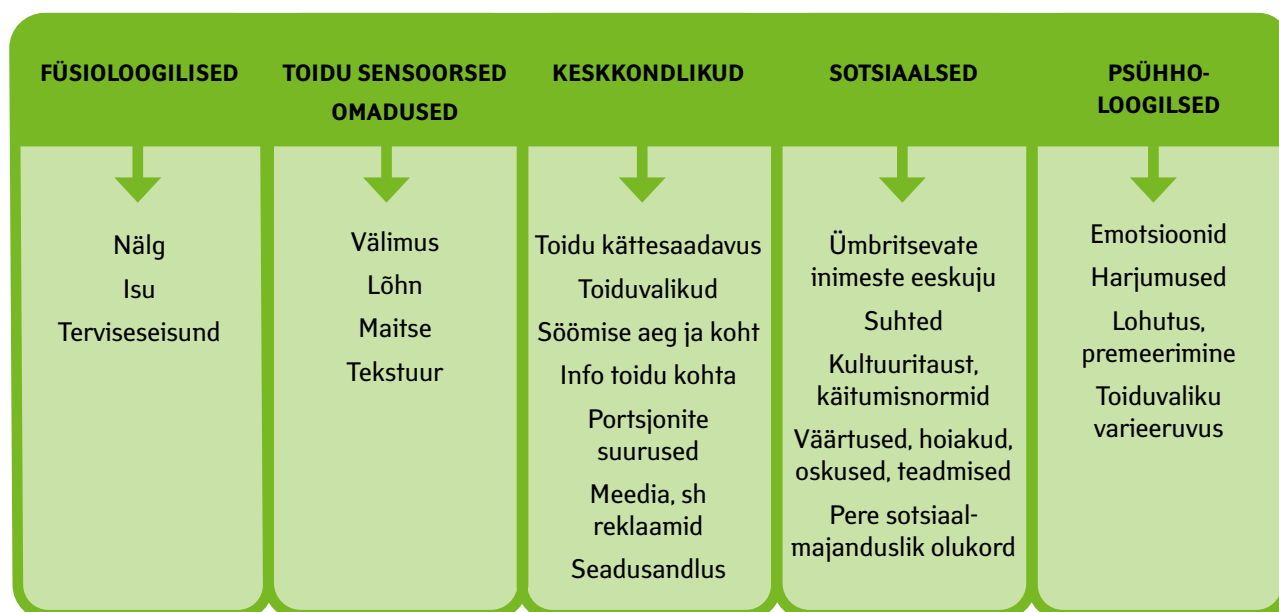 FÜSIOLOOGILISED
Nälg
Isu
Terviseseisund
TOIDU SENSOORSED
OMADUSED
Välimus
Lõhn
Maitse
Tekstuur
KESKKONDLIKUD
Toidu kättesaadavus
Toiduvalikud
Söömise aeg ja koht
Info toidu kohta
Portsjonite
suurused
Meedia, sh
reklaamid
Seadusandlus
SOTSIAALSED
Ümbritsevate
inimeste eeskuju
Suhted
Kultuuritaust,
käitumisnormid
Väärtused, hoiakud,
oskused, teadmised
Pere sotsiaal-
majanduslik olukord
PSÜHHO-
LOOGILSED
Emotsioonid
Harjumused
Lohutus,
premeerimine
Toiduvaliku
varieeruvus